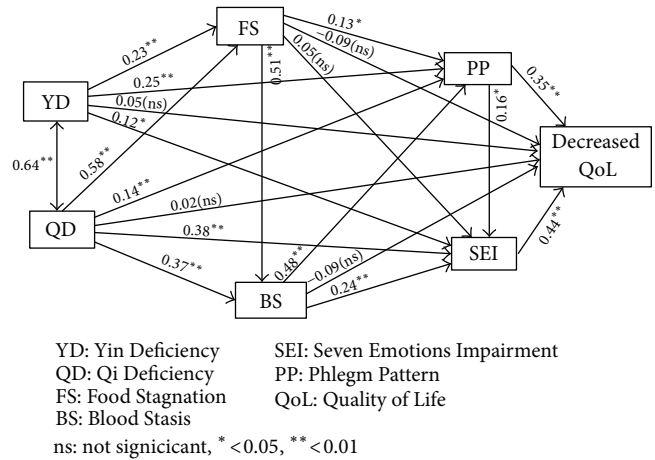 FS
0.13*
−0.09(ns)
0.05(ns)
0.23**
0.51**
PP
0.25**
YD
0.05(ns)
0.12*
0.16*
0.35**
Decreased
QoL
0.64**
0.58**
0.14**
0.02(ns)
QD
0.38**
SEI
0.44**
0.37**
0.48**
−0.09(ns)
0.24**
BS
YD: Yin Deficiency
QD: Qi Deficiency
FS: Food Stagnation
BS: Blood Stasis
SEI: Seven Emotions Impairment
PP: Phlegm Pattern
QoL: Quality of Life
ns: not signicicant, *<0.05, **<0.01